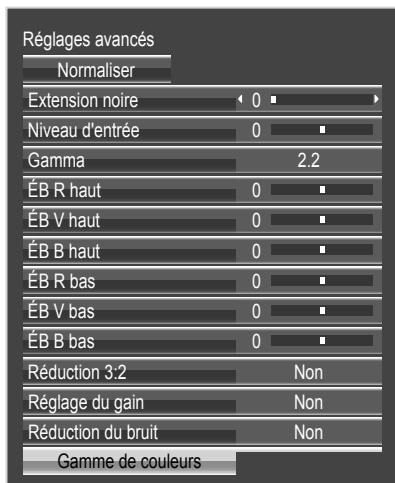 Réglages avancés
Normaliser
Extension noire 0
Niveau d'entrée 0
Gamma 2.2
ÉB R haut 0
ÉB V haut 0
ÉB B haut 0
ÉB R bas 0
ÉB V bas 0
ÉB B bas 0
Réduction 3:2 Non
Réglage du gain Non
Réduction du bruit Non
Gamme de couleurs